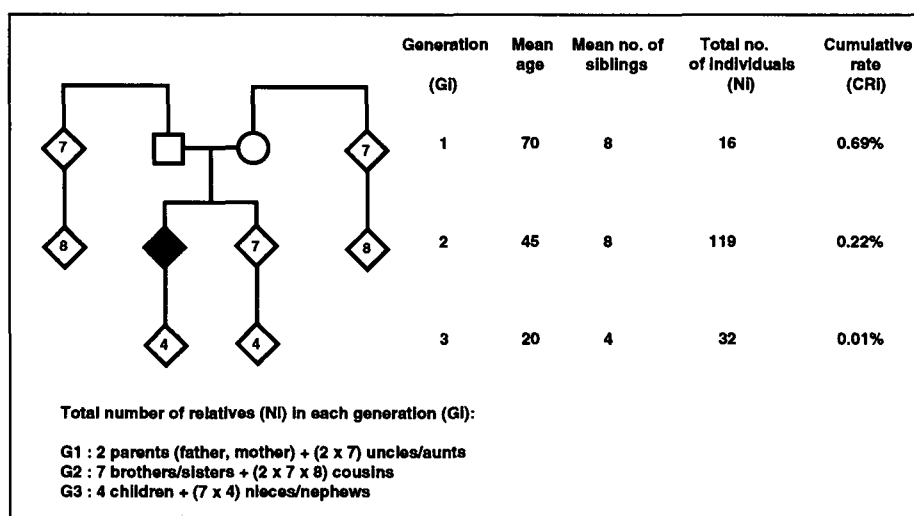 Generation Mean Mean no. of Total no. Cumulative
age siblings of individuals rate
(Gi) (Ni) (CRi)
7 7 1 70 8 16 0.69%
8 7 8 2 45 8 119 0.22%
4 4 3 20 4 32 0.01%
Total number of relatives (Ni) in each generation (Gi):
G1 : 2 parents (father, mother) + (2 x 7) uncles/aunts
G2 : 7 brothers/sisters + (2 x 7 x 8) cousins
G3 : 4 children + (7 x 4) nieces/nephews